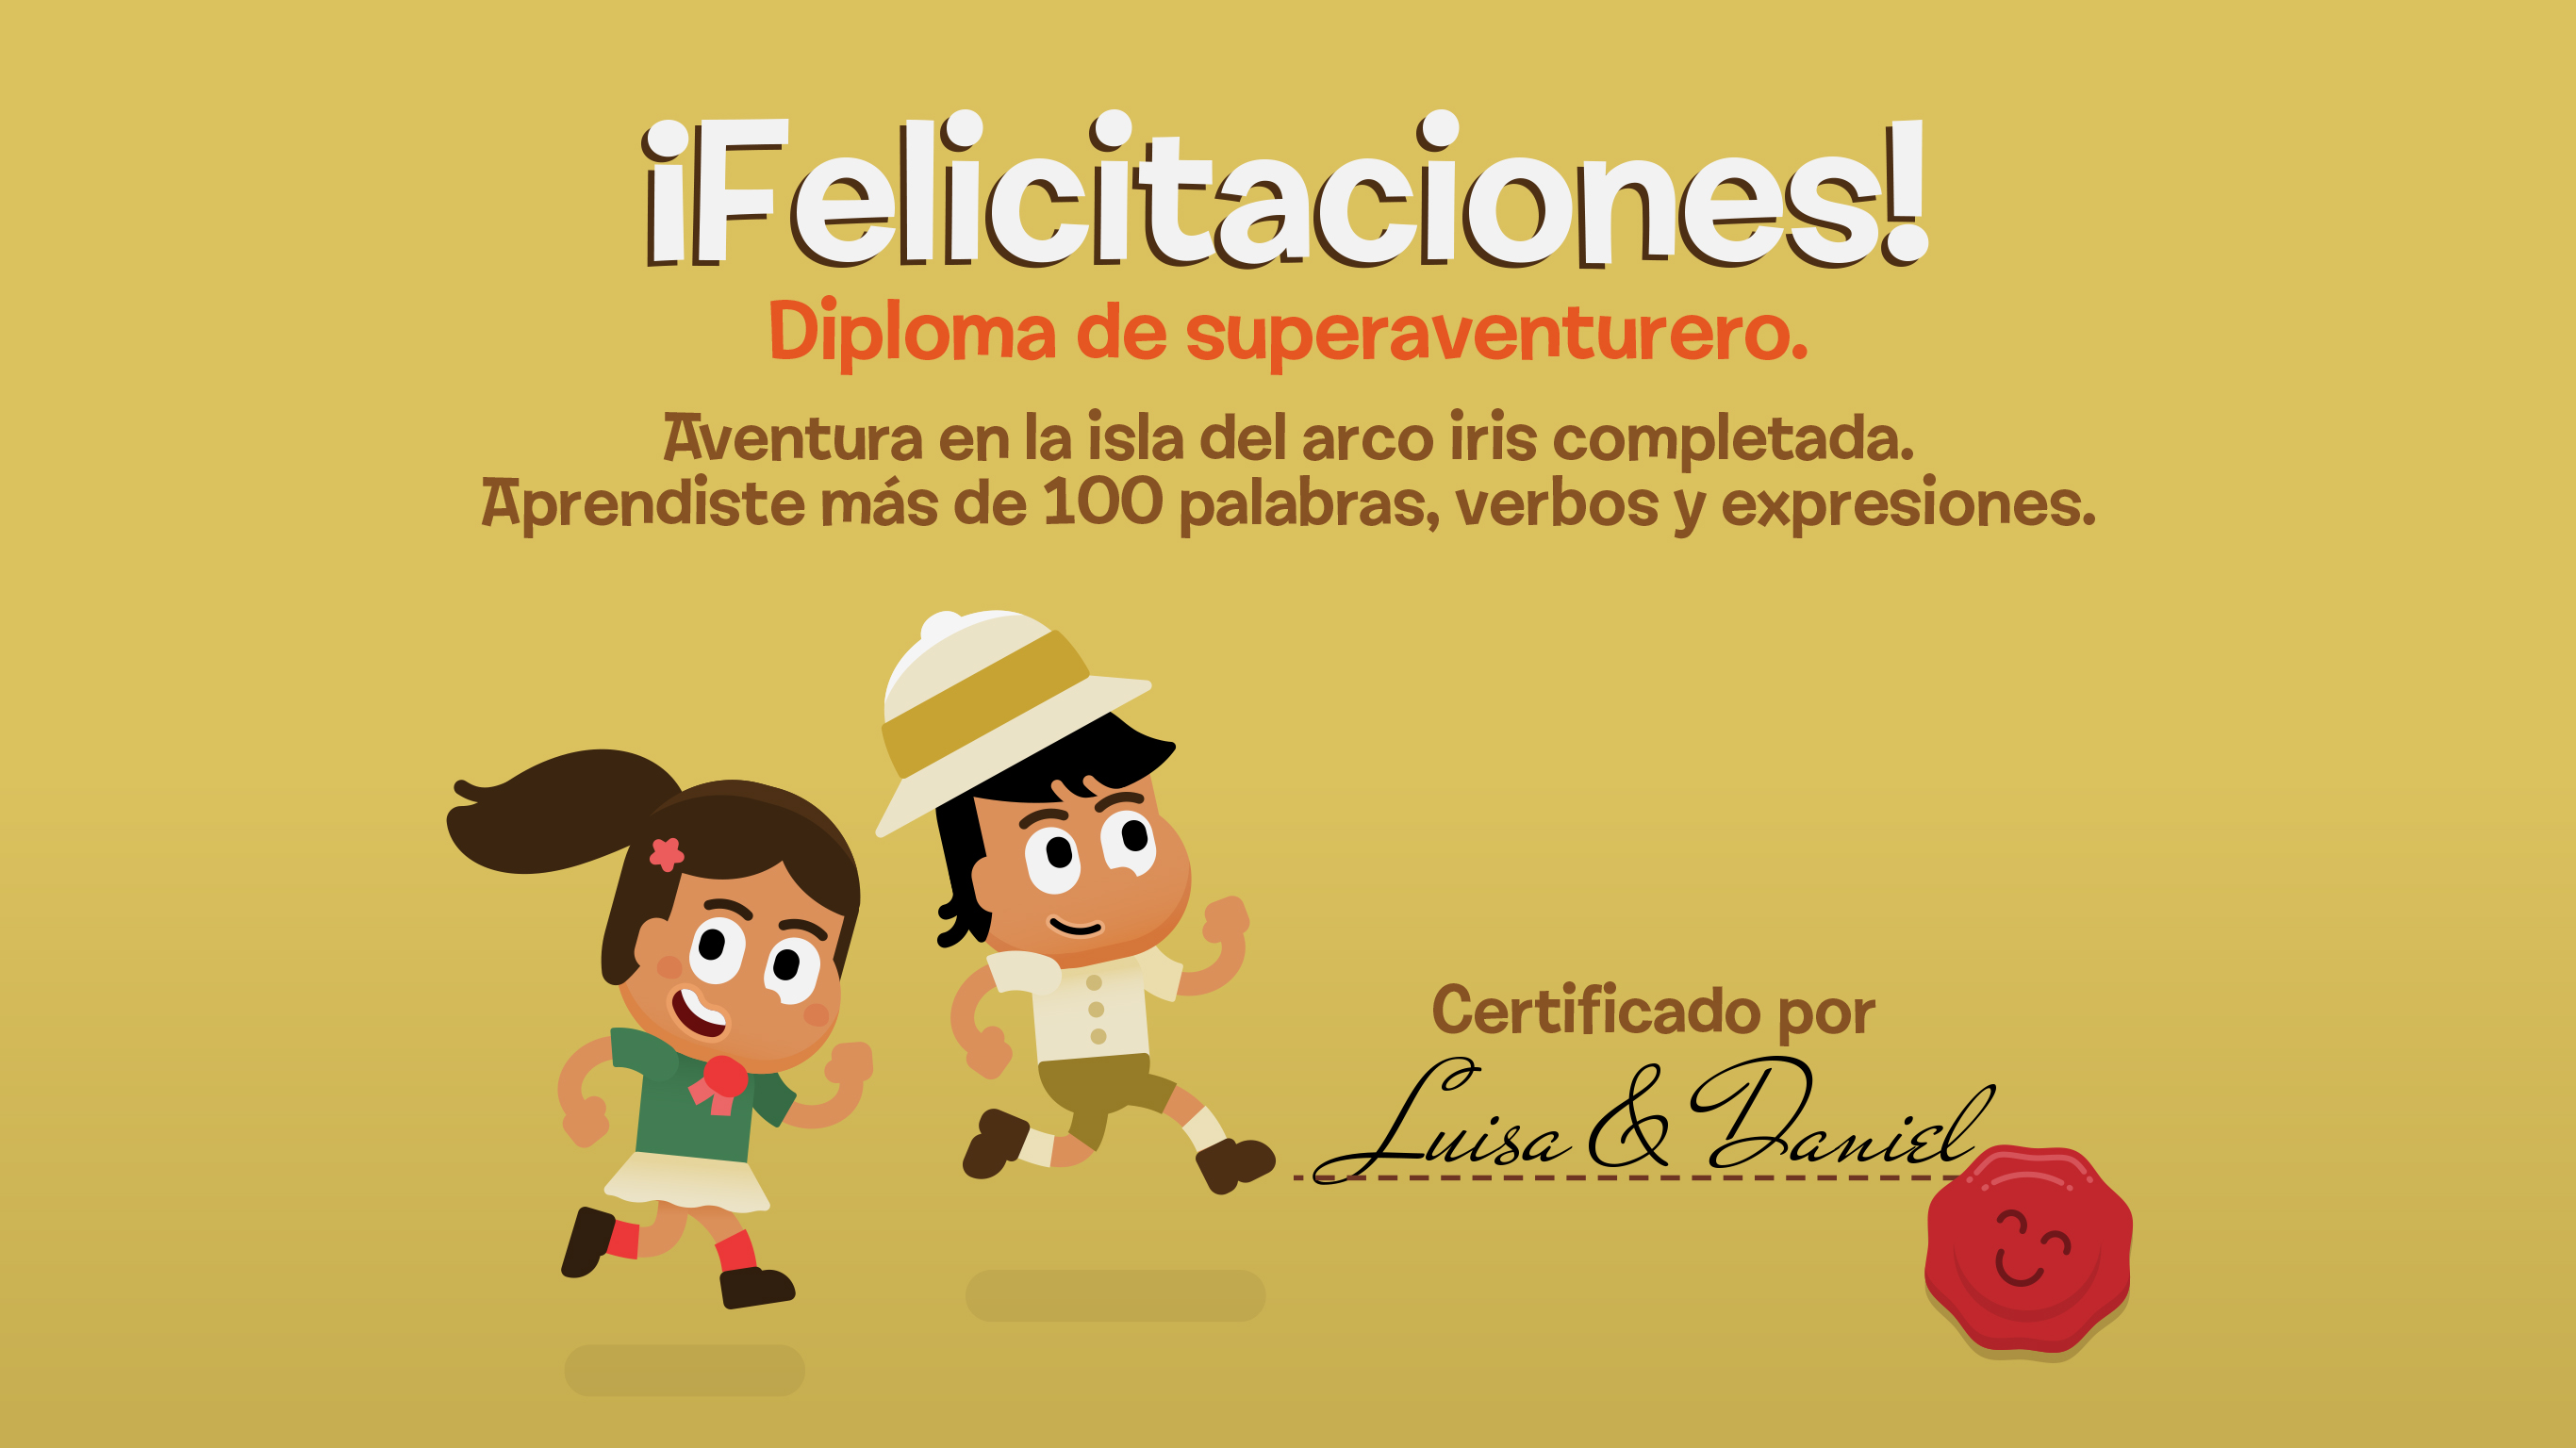 ¡Felicitaciones!
Diploma de superaventurero.
Aventura en la isla del arco iris completada.
Aprendiste más de 100 palabras, verbos y expresiones.
Certificado por
Luisa & Daniel